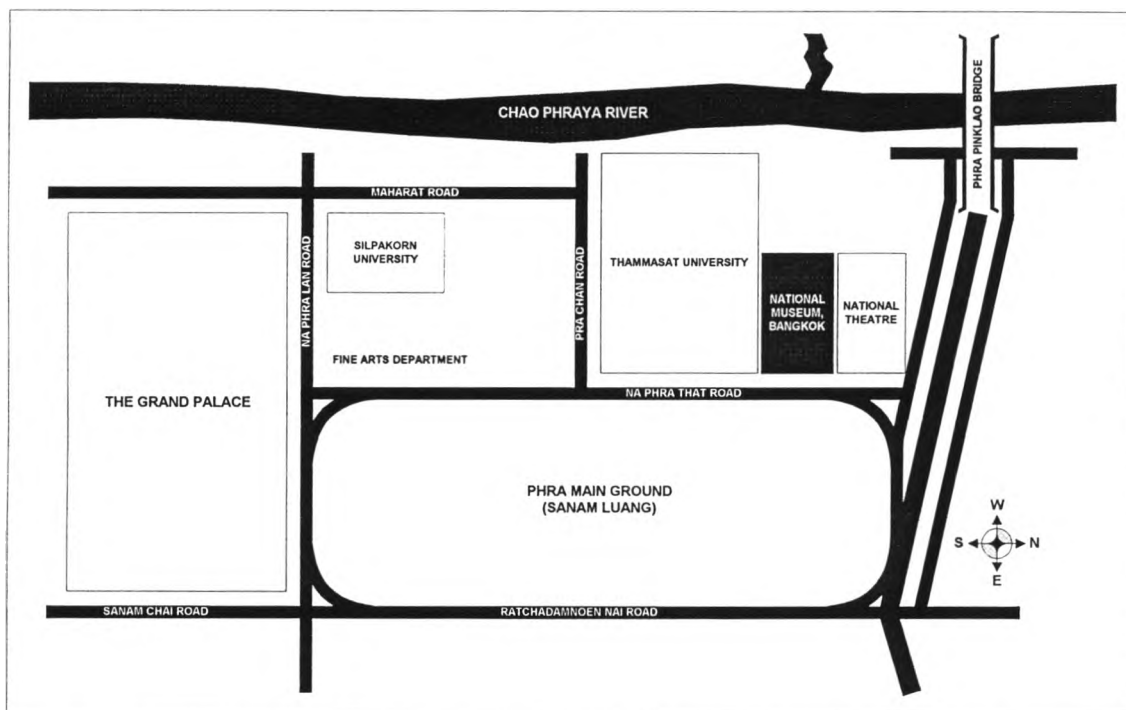 PHRA PINKLAO BRIDGE
CHAO PHRAYA RIVER
MAHARAT ROAD
NA PHRA LAN ROAD
SILPAKORN
UNIVERSITY
PRA CHAN ROAD
THAMMASAT UNIVERSITY
NATIONAL
MUSEUM,
BANGKOK
NATIONAL
THEATRE
FINE ARTS DEPARTMENT
THE GRAND PALACE
NA PHRA THAT ROAD
PHRA MAIN GROUND
(SANAM LUANG)
W
S
N
E
SANAM CHAI ROAD
RATCHADAMNOEN NAI ROAD